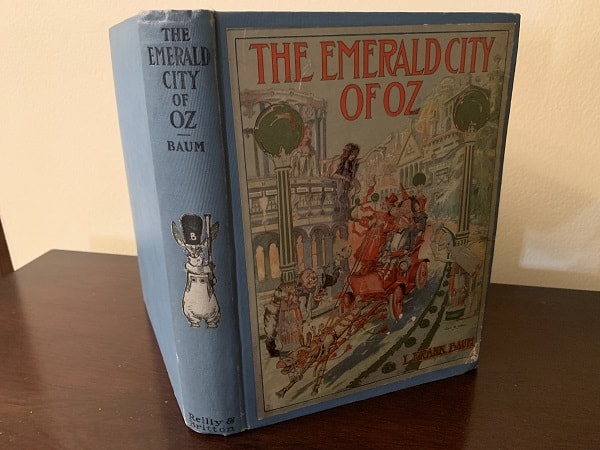 THE
EMERALD
CITY
OF
OZ
BAUM
B
Reilly &
Britton
THE EMERALD CITY
OF OZ
L. FRANK BAUM